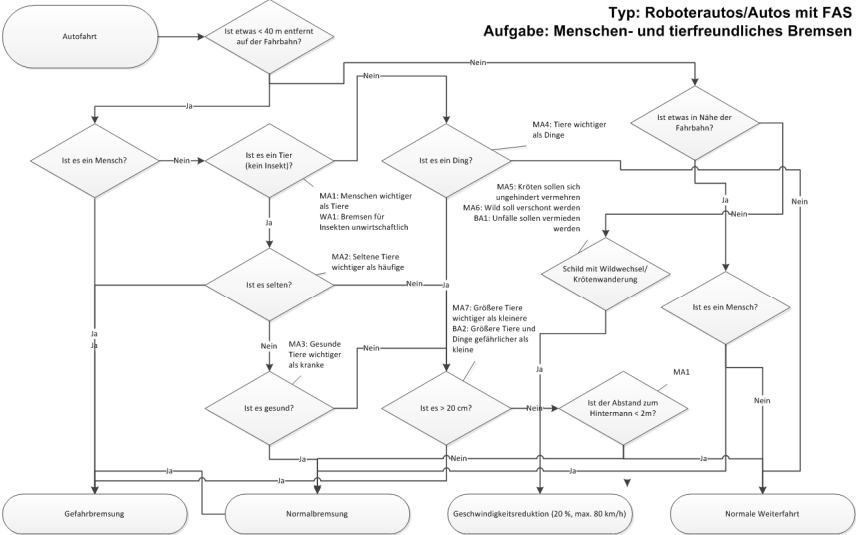 Typ: Roboterautos/Autos mit FAS
Aufgabe: Menschen- und tierfreundliches Bremsen
Autofahrt
Ist etwas < 40 m entfernt
auf der Fahrbahn?
Nein
Ja
Nein
Ist etwas in Nähe der
Fahrbahn?
MA4: Tiere wichtiger
als Dinge
Ist es ein Mensch?
Nein
Ist es ein Tier
(kein Insekt)?
Ist es ein Ding?
MA1: Menschen wichtiger
als Tiere
WA1: Bremsen für
Insekten unwirtschaftlich
MA5: Kröten sollen sich
ungehindert vermehren
MA6: Wild soll verschont werden
BA1: Unfälle sollen vermieden
werden
Ja
Nein
Nein
Ja
MA2: Seltene Tiere
wichtiger als häufige
Schild mit Wildwechsel/
Krötenwanderung
Ist es selten?
Nein
Ja
Ist es ein Mensch?
MA7: Größere Tiere
wichtiger als kleinere
BA2: Größere Tiere und
Dinge gefährlicher als
kleine
Ja
Ja
Nein
MA3: Gesunde
Tiere wichtiger
als kranke
Nein
Ja
MA1
Ist es gesund?
Ist es > 20 cm?
Nein
Ist der Abstand zum
Hintermann < 2m?
Nein
Ja
Nein
Ja
Ja
Ja
Ja
Gefahrbremsung
Normalbremsung
Geschwindigkeitsreduktion (20 %, max. 80 km/h)
Normale Weiterfahrt